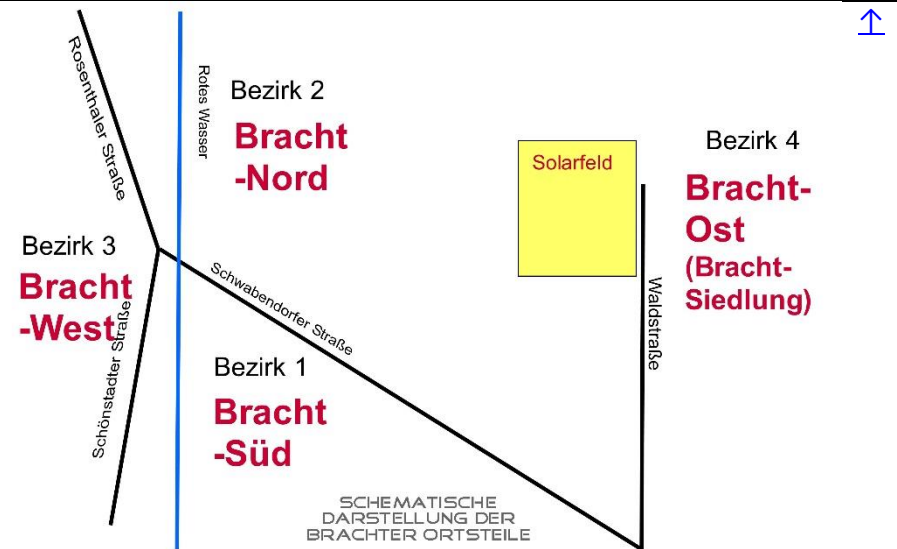 Rosenthaler Straße
Rotes Wasser
Bezirk 2
Bracht
-Nord
Solarfeld
Bezirk 4
Bracht-
Ost
(Bracht-
Siedlung)
Bezirk 3
Bracht
-West
Schönstadter Straße
Schwabendorfer Straße
Waldstraße
Bezirk 1
Bracht
-Süd
SCHEMATISCHE
DARSTELLUNG DER
BRACHTER ORTSTEILE